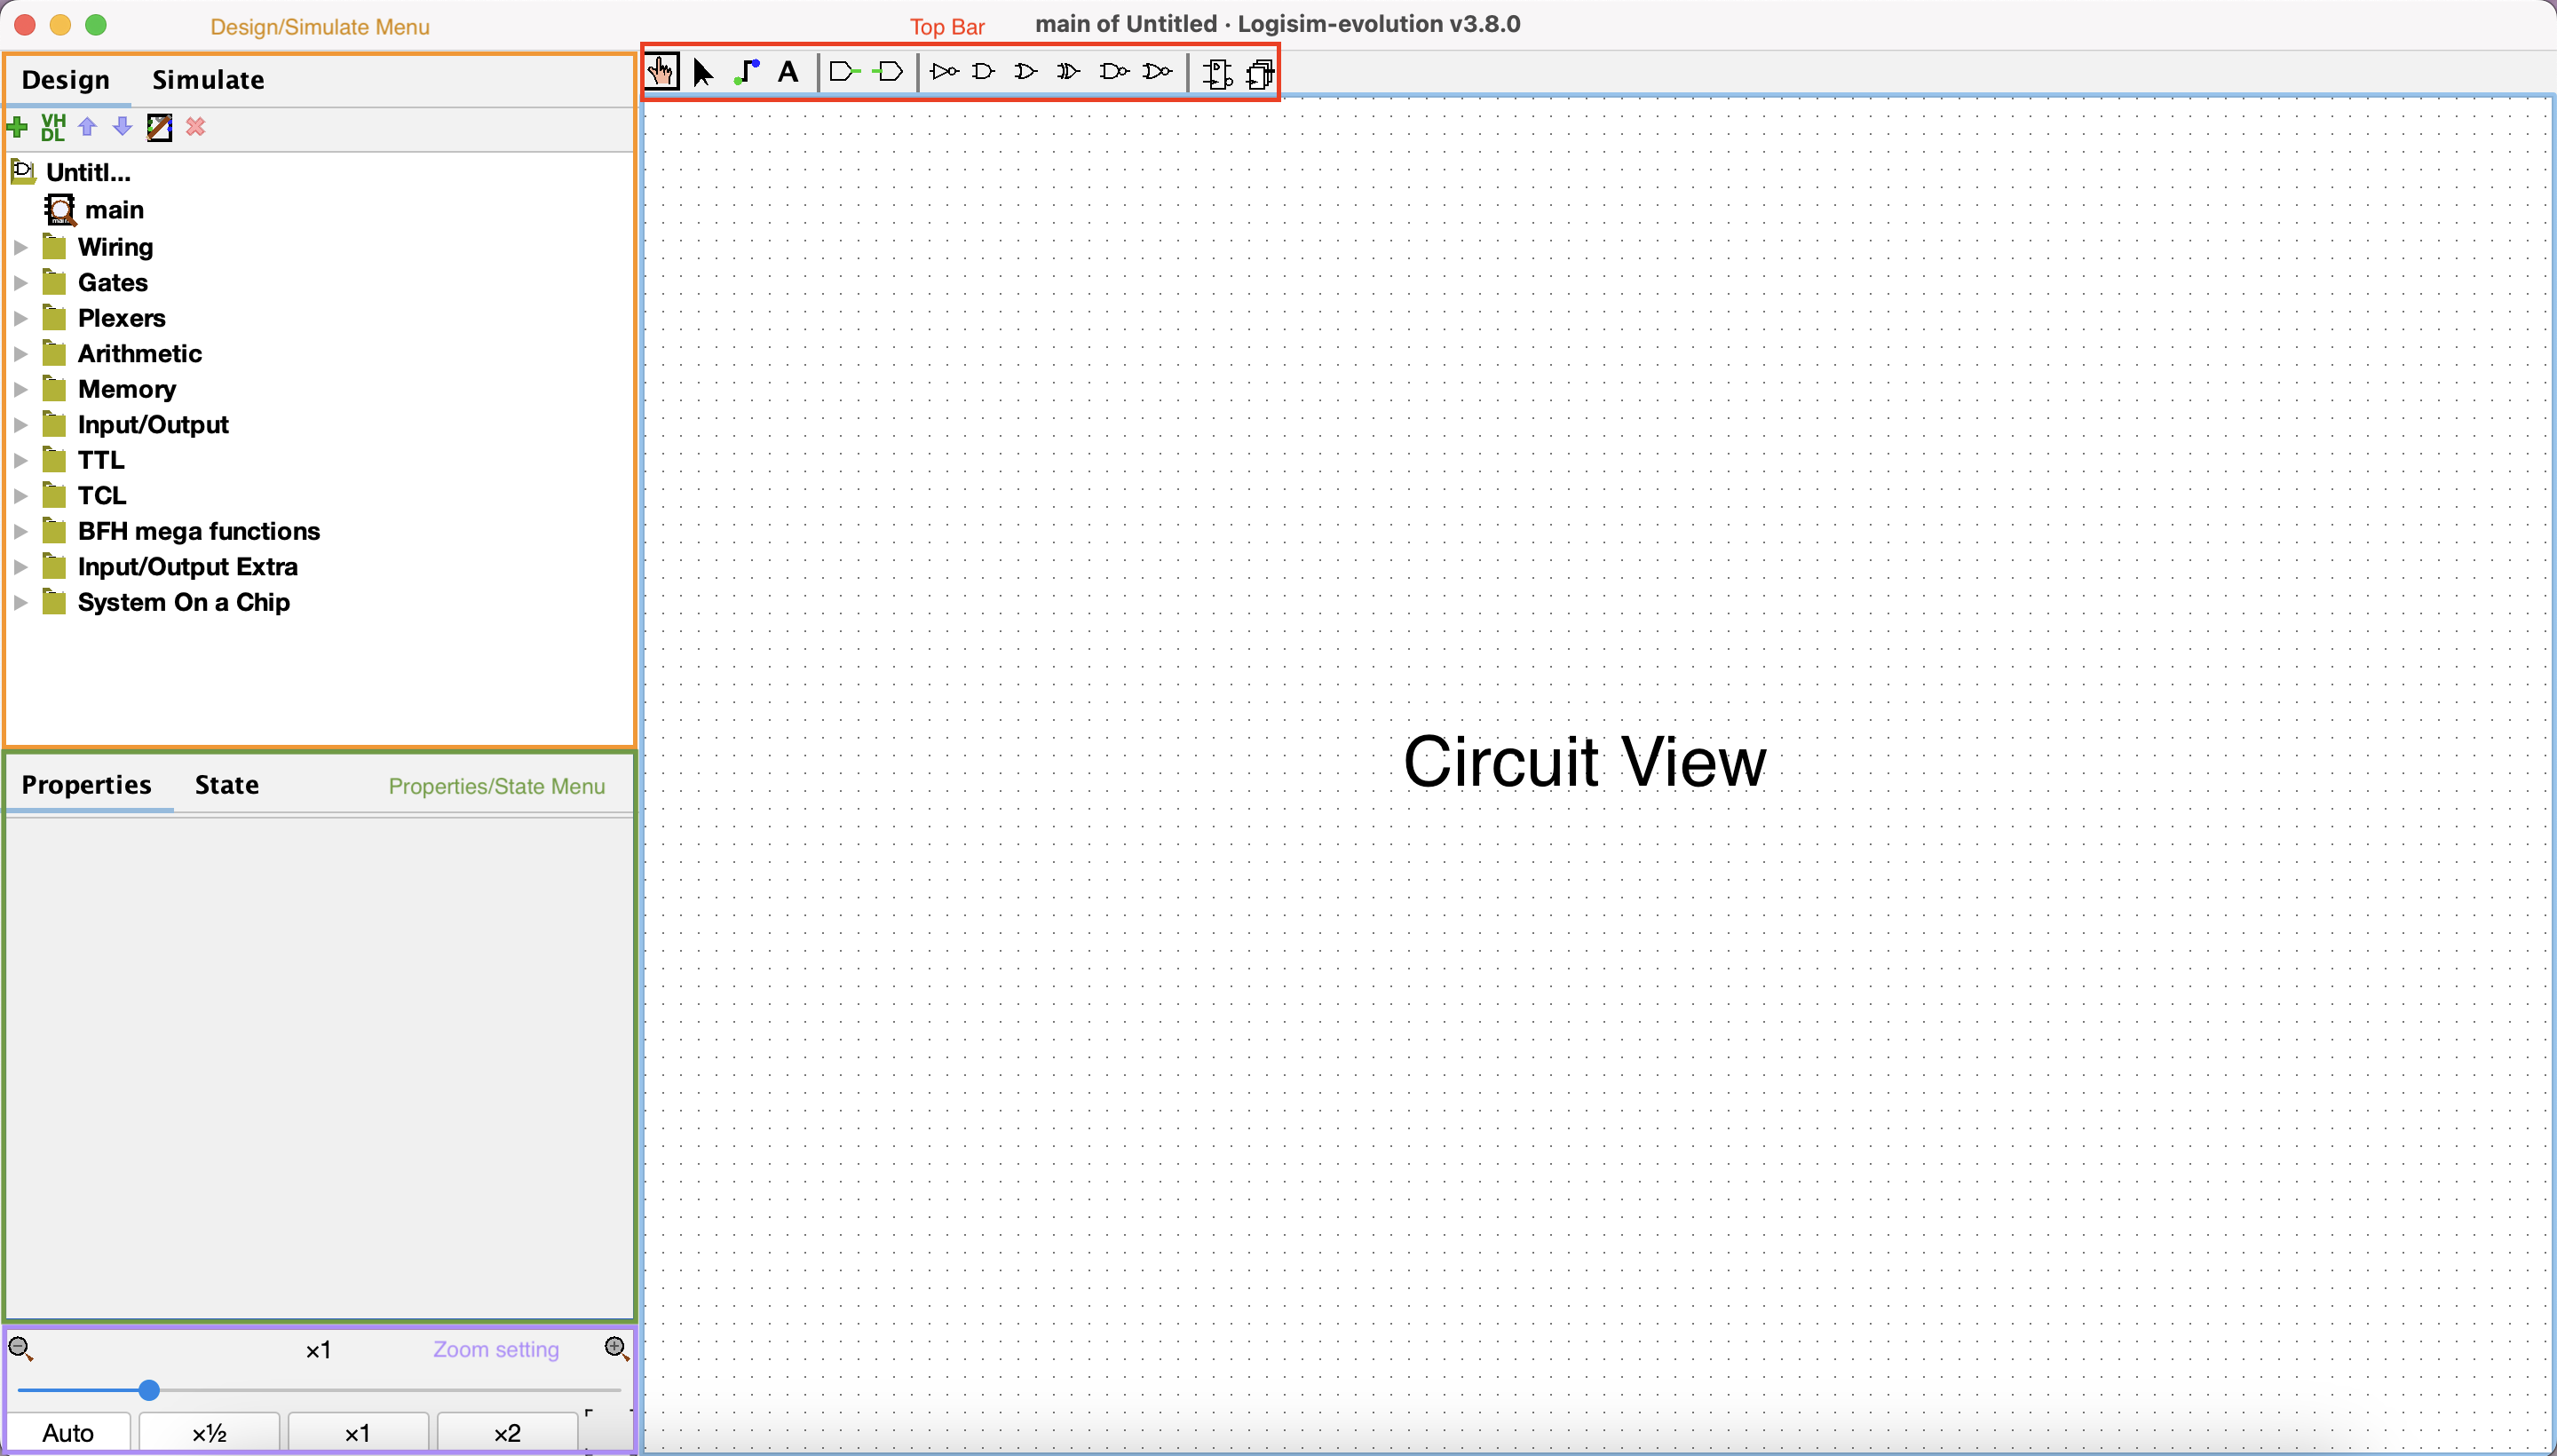 Design/Simulate Menu
Top Bar
main of Untitled · Logisim-evolution v3.8.0
Design Simulate
A
VHDL
Untitl...
main
Wiring
Gates
Plexers
Arithmetic
Memory
Input/Output
TTL
TCL
BFH mega functions
Input/Output Extra
System On a Chip
Circuit View
Properties State Properties/State Menu
×1 Zoom setting
Auto ×½ ×1 ×2